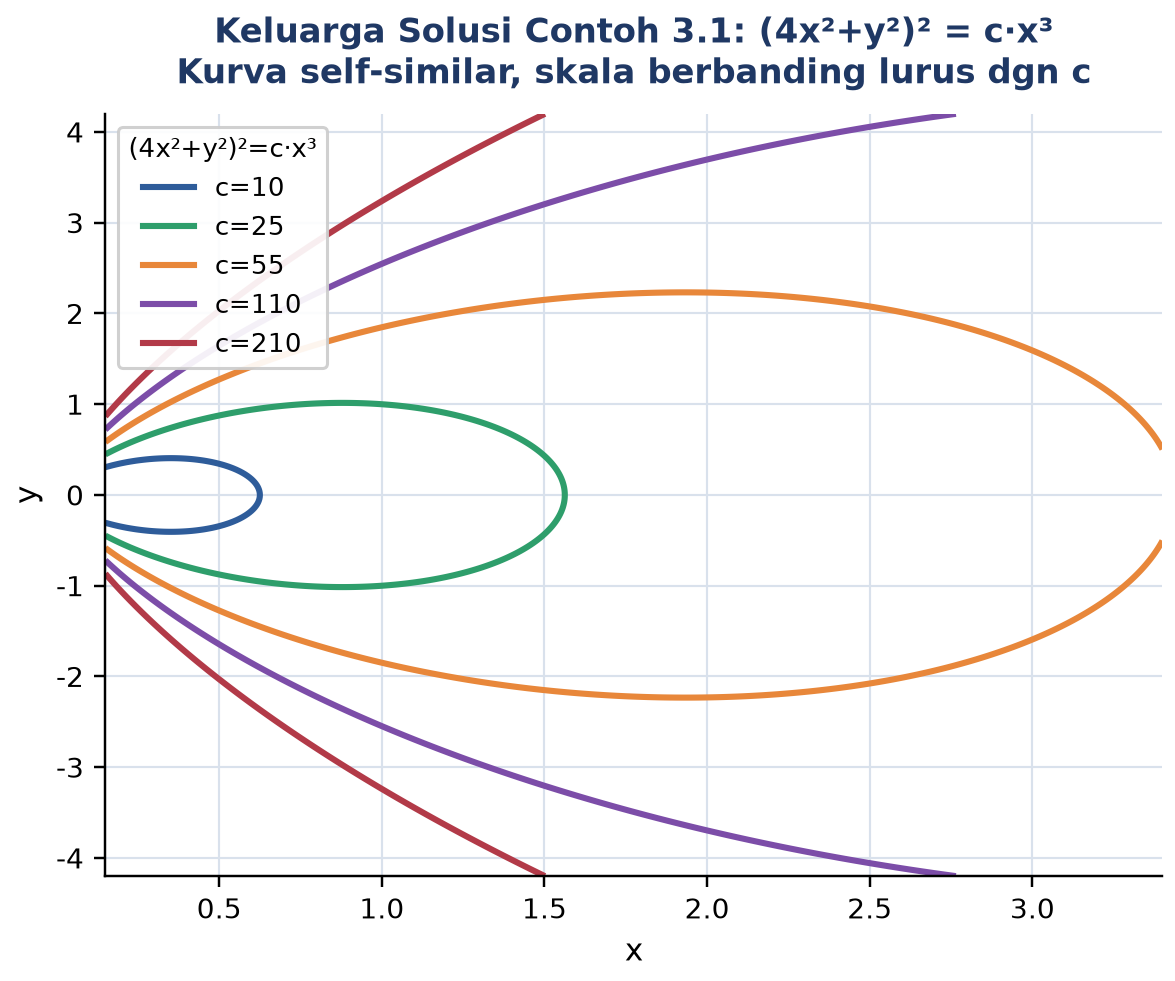 Keluarga Solusi Contoh 3.1: (4x²+y²)² = c·x³
Kurva self-similar, skala berbanding lurus dgn c
(4x²+y²)²=c·x³
c=10
c=25
c=55
c=110
c=210
4
3
2
1
0
-1
-2
-3
-4
y
0.5 1.0 1.5 2.0 2.5 3.0
x